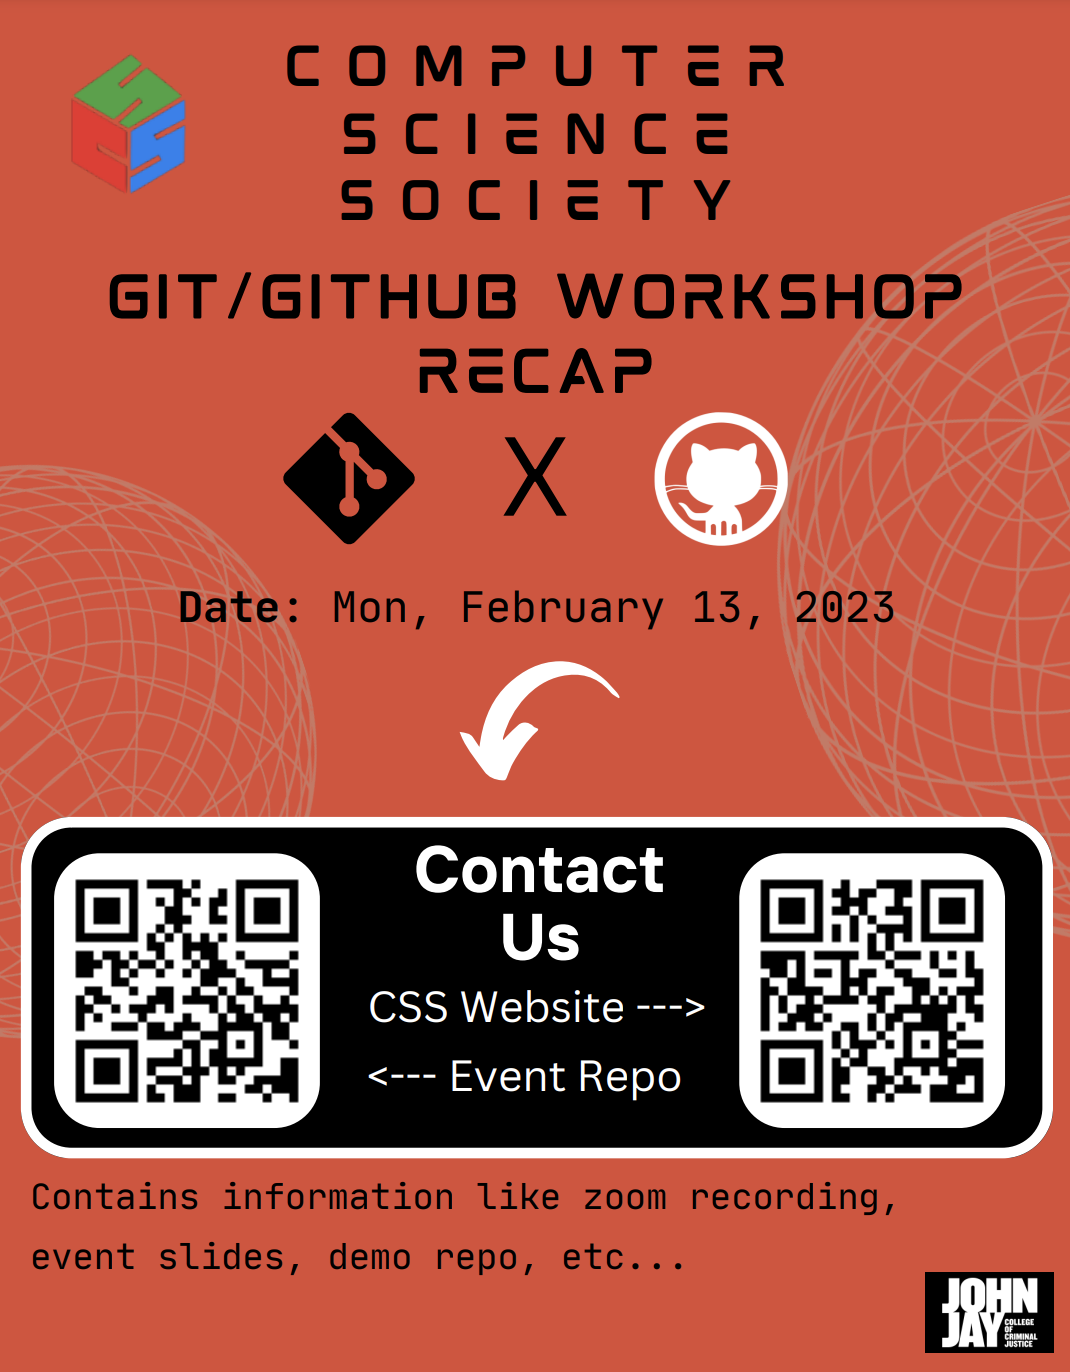 COMPUTER
SCIENCE
SOCIETY
GIT/GITHUB WORKSHOP
RECAP
X
Date: Mon, February 13, 2023
Contact
Us
CSS Website --->
<--- Event Repo
Contains information like zoom recording,
event slides, demo repo, etc...
JOHN
JAY
COLLEGE
OF
CRIMINAL
JUSTICE